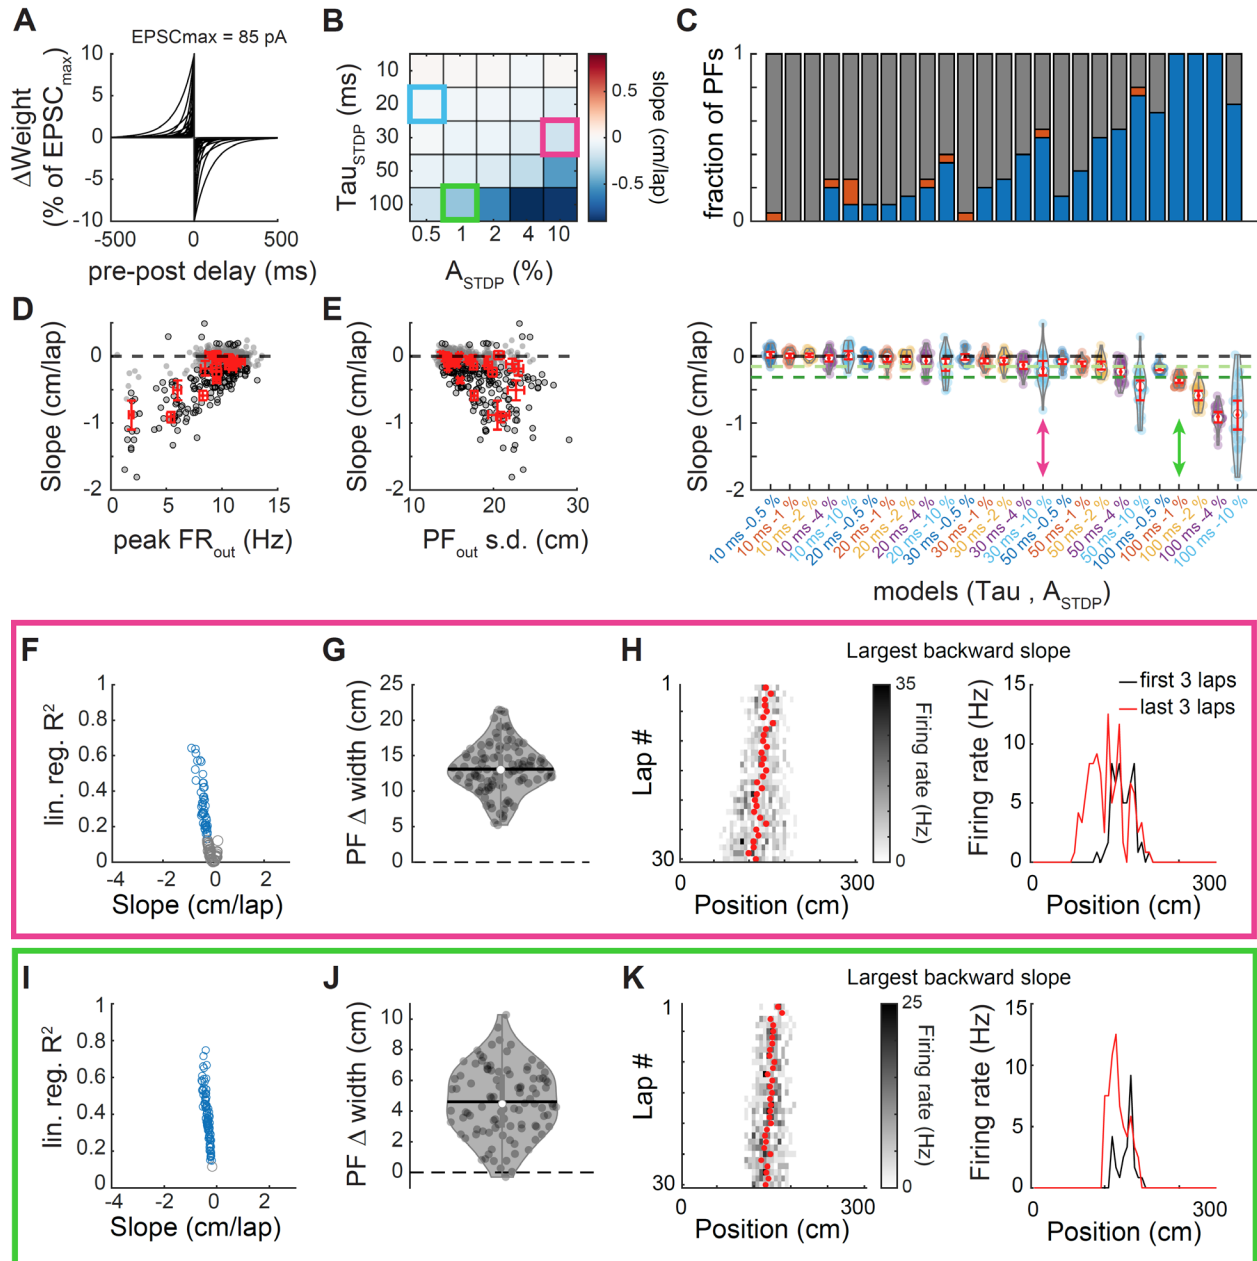 A
EPSCmax = 85 pA
ΔWeight
(% of EPSCmax)
10
5
0
-5
-10
-500
0
500
pre-post delay (ms)
B
TauSTDP (ms)
10
20
30
50
100
0.5
1
2
4
10
ASTDP (%)
0.5
0
-0.5
slope (cm/lap)
C
fraction of PFs
1
0
D
Slope (cm/lap)
0
-1
-2
0
5
10
15
peak FRout (Hz)
E
Slope (cm/lap)
0
-1
-2
10
20
30
PFout s.d. (cm)
Slope (cm/lap)
0
-1
-2
10 ms -0.5 %
10 ms -1 %
10 ms -2 %
10 ms -4 %
10 ms -10 %
20 ms -0.5 %
20 ms -1 %
20 ms -2 %
20 ms -4 %
20 ms -10 %
30 ms -0.5 %
30 ms -1 %
30 ms -2 %
30 ms -4 %
30 ms -10 %
50 ms -0.5 %
50 ms -1 %
50 ms -2 %
50 ms -4 %
50 ms -10 %
100 ms -0.5 %
100 ms -1 %
100 ms -2 %
100 ms -4 %
100 ms -10 %
models (Tau , ASTDP)
F
lin. reg. R2
1
0.8
0.6
0.4
0.2
0
-4
-2
0
2
Slope (cm/lap)
G
PF Δ width (cm)
25
20
15
10
5
0
H
Largest backward slope
Lap #
1
30
0
300
Position (cm)
35
0
Firing rate (Hz)
first 3 laps
last 3 laps
Firing rate (Hz)
15
10
5
0
0
300
Position (cm)
I
lin. reg. R2
1
0.8
0.6
0.4
0.2
0
-4
-2
0
2
Slope (cm/lap)
J
PF Δ width (cm)
10
8
6
4
2
0
K
Largest backward slope
Lap #
1
30
0
300
Position (cm)
25
0
Firing rate (Hz)
Firing rate (Hz)
15
10
5
0
0
300
Position (cm)